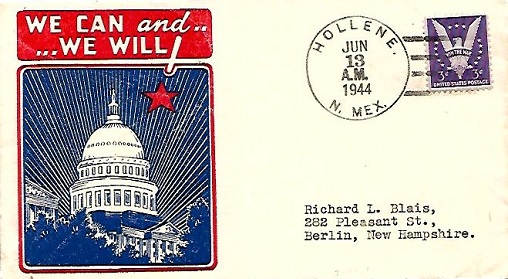 WE CAN and..
...WE WILL!
HOLLENE.
JUN
13
A.M.
1944
N. MEX.
WIN THE WAR
3¢ 3¢
UNITED STATES POSTAGE
Richard L. Blais,
282 Pleasant St.,
Berlin, New Hampshire.